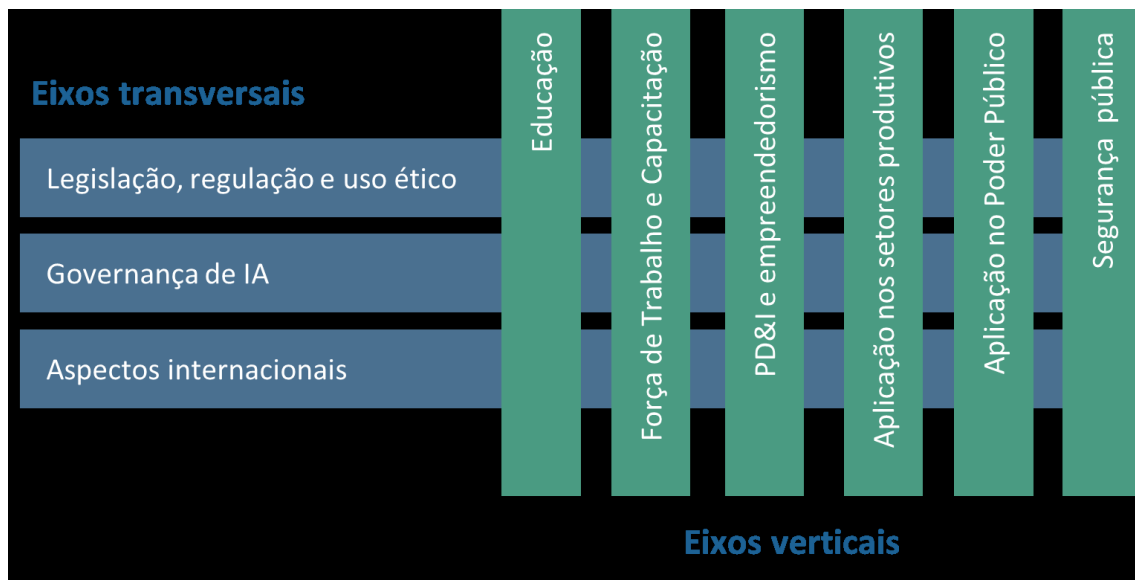 Eixos transversais
Legislação, regulação e uso ético
Governança de IA
Aspectos internacionais
Educação
Força de Trabalho e Capacitação
PD&I e empreendedorismo
Aplicação nos setores produtivos
Aplicação no Poder Público
Segurança pública
Eixos verticais